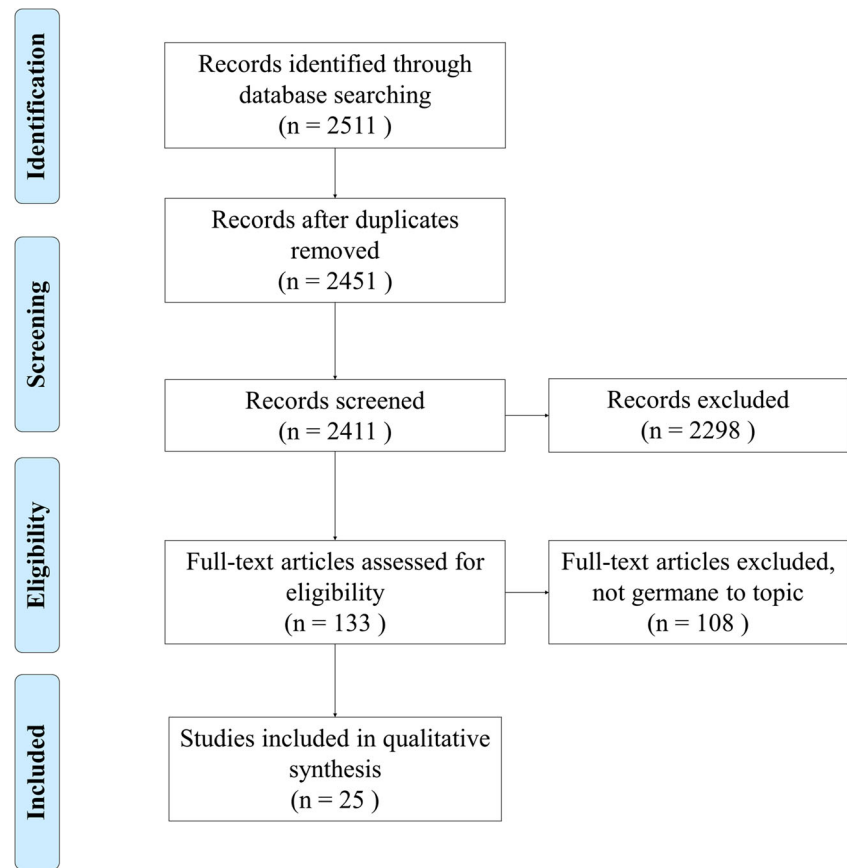 Identification
Records identified through
database searching
(n = 2511 )
Records after duplicates
removed
(n = 2451 )
Screening
Records screened
(n = 2411 )
Records excluded
(n = 2298 )
Eligibility
Full-text articles assessed for
eligibility
(n = 133 )
Full-text articles excluded,
not germane to topic
(n = 108 )
Included
Studies included in qualitative
synthesis
(n = 25 )